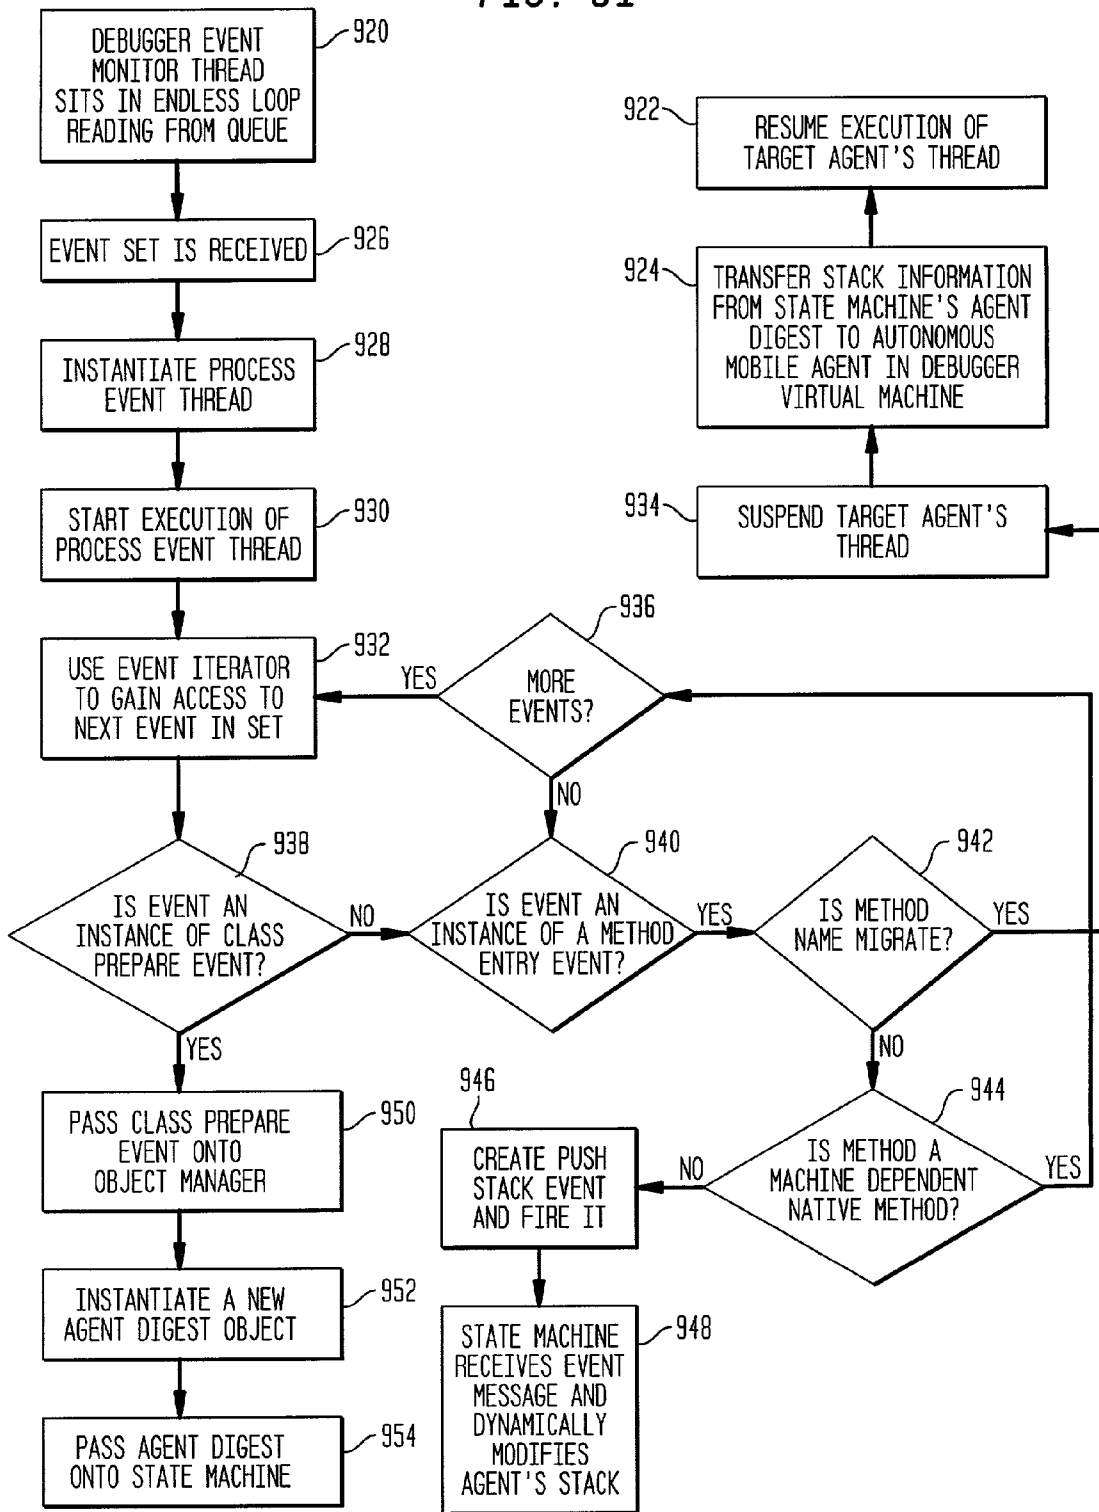 FIG. 31
DEBUGGER EVENT
MONITOR THREAD
SITS IN ENDLESS LOOP
READING FROM QUEUE
920
EVENT SET IS RECEIVED
926
INSTANTIATE PROCESS
EVENT THREAD
928
START EXECUTION OF
PROCESS EVENT THREAD
930
USE EVENT ITERATOR
TO GAIN ACCESS TO
NEXT EVENT IN SET
932
922
RESUME EXECUTION OF
TARGET AGENT'S THREAD
924
TRANSFER STACK INFORMATION
FROM STATE MACHINE'S AGENT
DIGEST TO AUTONOMOUS
MOBILE AGENT IN DEBUGGER
VIRTUAL MACHINE
934
SUSPEND TARGET AGENT'S
THREAD
936
MORE
EVENTS?
YES
NO
938
IS EVENT AN
INSTANCE OF CLASS
PREPARE EVENT?
NO
YES
940
IS EVENT AN
INSTANCE OF A METHOD
ENTRY EVENT?
YES
942
IS METHOD
NAME MIGRATE?
YES
NO
944
IS METHOD A
MACHINE DEPENDENT
NATIVE METHOD?
YES
NO
946
CREATE PUSH
STACK EVENT
AND FIRE IT
948
STATE MACHINE
RECEIVES EVENT
MESSAGE AND
DYNAMICALLY
MODIFIES
AGENT'S STACK
950
PASS CLASS PREPARE
EVENT ONTO
OBJECT MANAGER
952
INSTANTIATE A NEW
AGENT DIGEST OBJECT
954
PASS AGENT DIGEST
ONTO STATE MACHINE